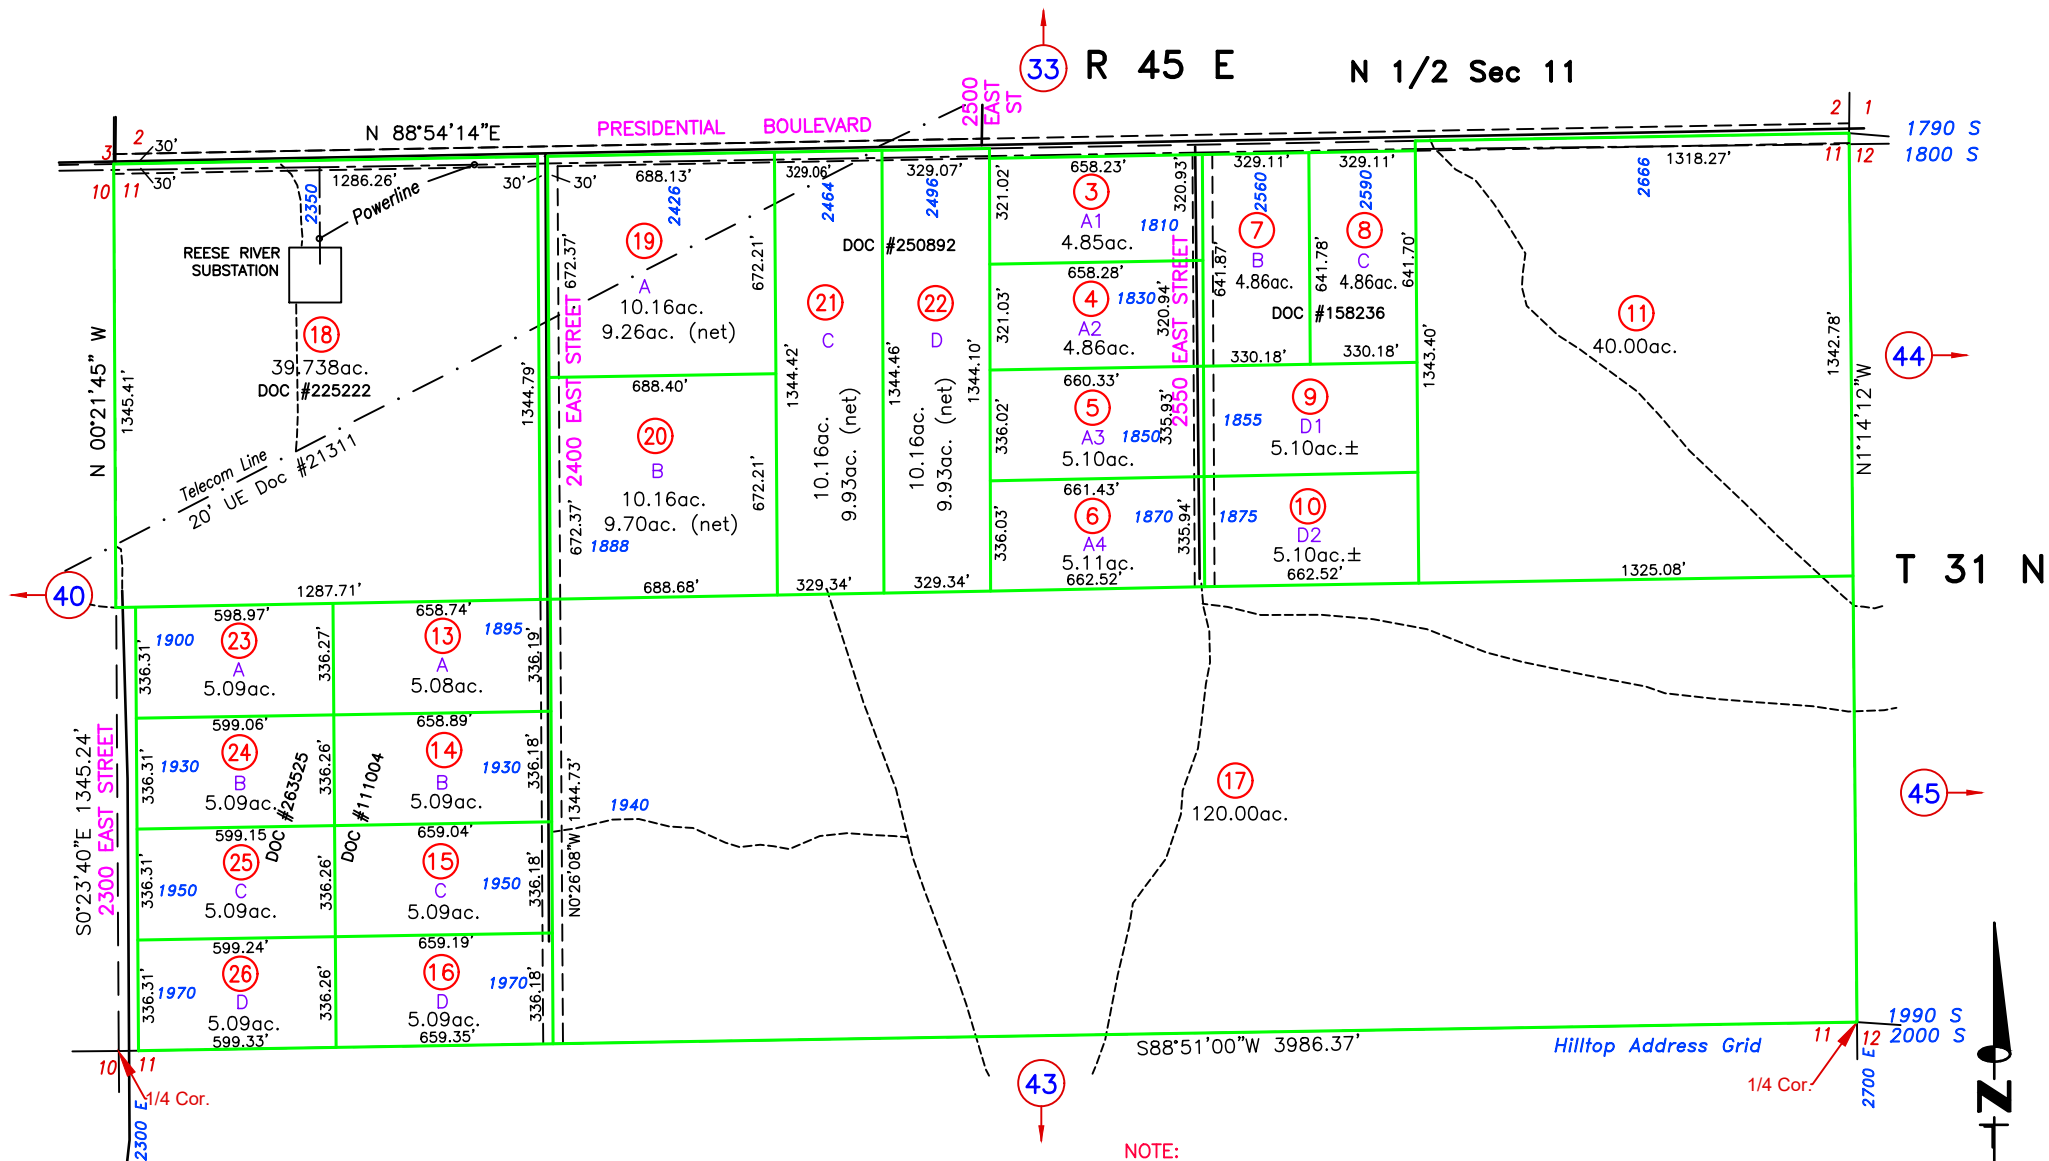 33
R 45 E
N 1/2 Sec 11
2500
EAST
ST
PRESIDENTIAL BOULEVARD
N 88°54'14"E
2
3
10
11
30'
30'
2
1
11
12
1790 S
1800 S
1286.26'
2350
Powerline
30'
30'
688.13'
2426
329.06'
2464
329.07'
2496
321.02'
658.23'
320.93'
329.11'
2560
329.11'
2590
1318.27'
2666
REESE RIVER
SUBSTATION
18
39.738ac.
DOC #225222
N 00°21'45" W
1345.41'
1344.79'
Telecom Line
20' UE Doc #21311
672.37'
2400 EAST STREET
19
A
10.16ac.
9.26ac. (net)
672.21'
688.40'
20
B
10.16ac.
9.70ac. (net)
672.21'
672.37'
1888
688.68'
DOC #250892
21
C
1344.42'
10.16ac.
9.93ac. (net)
329.34'
22
D
1344.46'
10.16ac.
9.93ac. (net)
1344.10'
329.34'
3
A1
1810
4.85ac.
658.28'
321.03'
4
1830
A2
4.86ac.
320.94'
660.33'
336.02'
5
A3
1850
5.10ac.
335.93'
661.43'
336.03'
6
1870
A4
5.11ac.
335.94'
662.52'
2550 EAST STREET
641.87'
7
B
4.86ac.
641.78'
8
C
4.86ac.
641.70'
DOC #158236
330.18'
330.18'
1343.40'
9
1855
D1
5.10ac.±
10
1875
D2
5.10ac.±
662.52'
11
40.00ac.
1342.78'
N1°14'12"W
1325.08'
44
T 31 N
40
1287.71'
598.97'
658.74'
1900
23
A
5.09ac.
336.31'
336.27'
13
1895
A
5.08ac.
336.19'
599.06'
658.89'
1930
24
B
5.09ac.
336.31'
336.26'
14
1930
B
5.09ac.
336.18'
DOC #263525
DOC #111004
599.15
659.04'
1950
25
C
5.09ac.
336.31'
336.26'
15
1950
C
5.09ac.
336.18'
599.24'
659.19'
1970
26
D
5.09ac.
336.31'
336.26'
16
1970
D
5.09ac.
336.18'
599.33'
659.35'
S0°23'40"E 1345.24'
2300 EAST STREET
N0°26'08"W 1344.73'
1940
17
120.00ac.
45
S88°51'00"W 3986.37'
Hilltop Address Grid
1990 S
2000 S
11
12
1/4 Cor.
2700 E
10
11
1/4 Cor.
2300 E
43
N
NOTE: